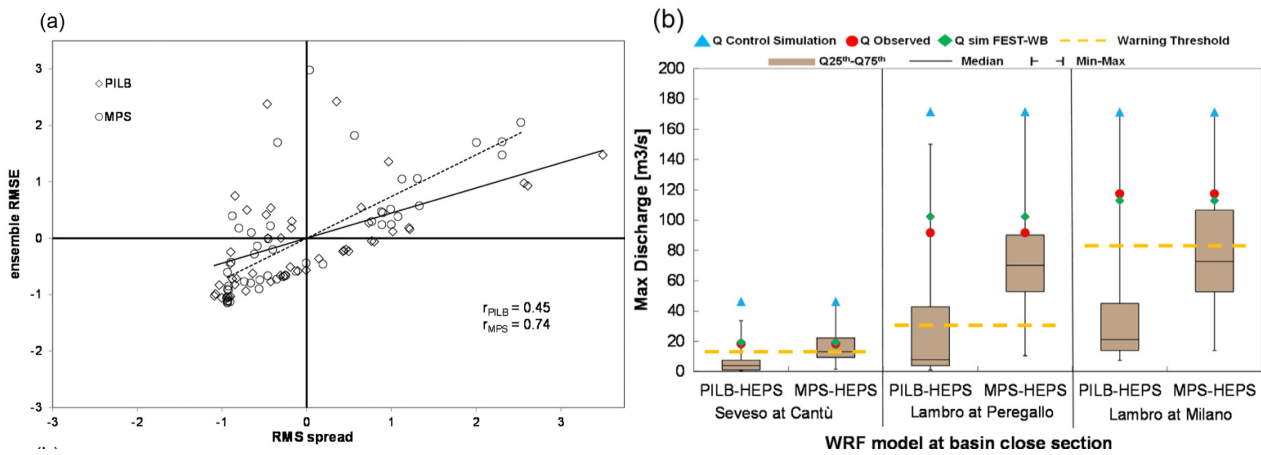 (a)
3
2
1
0
-1
-2
-3
-3
-2
-1
0
1
2
3
ensemble RMSE
RMS spread
PILB
MPS
rPILB = 0.45
rMPS = 0.74
(b)
Q Control Simulation
Q Observed
Q sim FEST-WB
Warning Threshold
Q25th-Q75th
Median
Min-Max
Max Discharge [m3/s]
200
180
160
140
120
100
80
60
40
20
0
PILB-HEPS MPS-HEPS PILB-HEPS MPS-HEPS PILB-HEPS MPS-HEPS
Seveso at Cantù Lambro at Peregallo Lambro at Milano
WRF model at basin close section